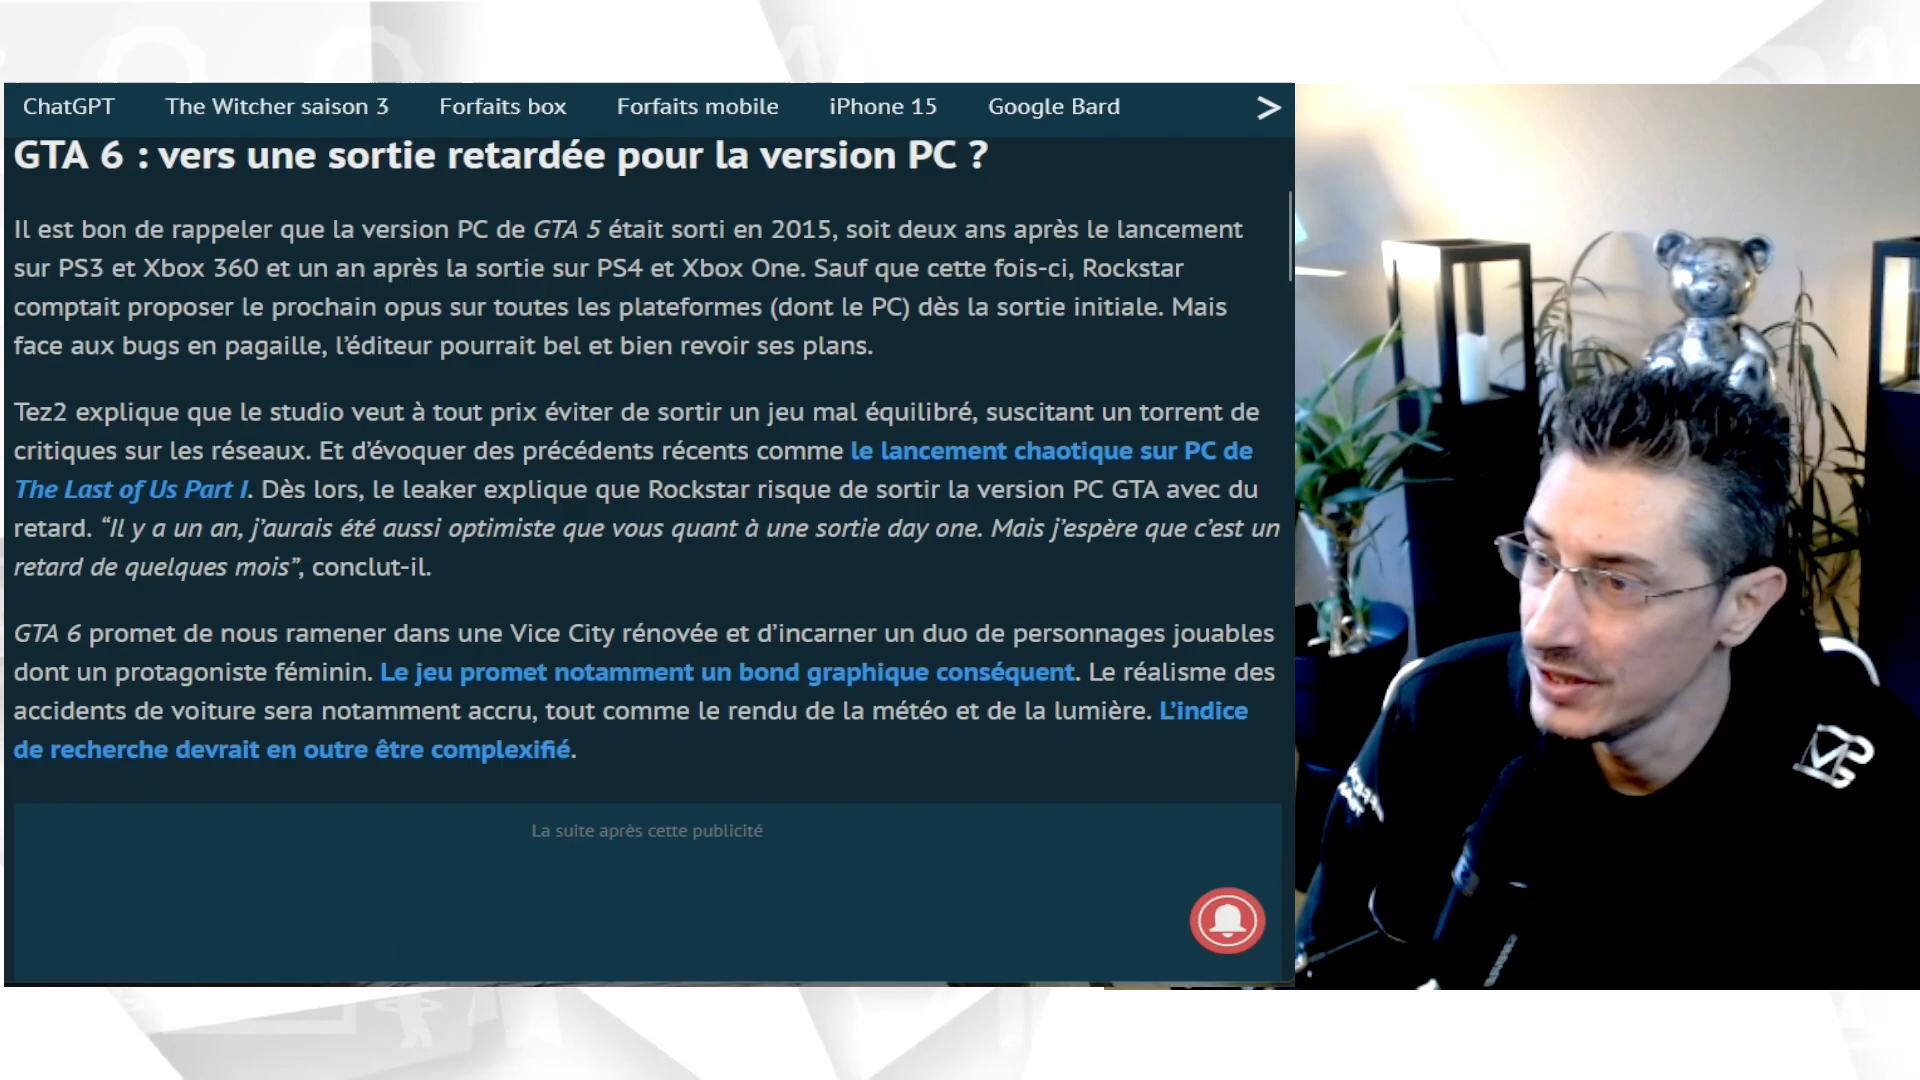 ChatGPT The Witcher saison 3 Forfaits box Forfaits mobile iPhone 15 Google Bard >
GTA 6 : vers une sortie retardée pour la version PC ?
Il est bon de rappeler que la version PC de GTA 5 était sorti en 2015, soit deux ans après le lancement
sur PS3 et Xbox 360 et un an après la sortie sur PS4 et Xbox One. Sauf que cette fois-ci, Rockstar
comptait proposer le prochain opus sur toutes les plateformes (dont le PC) dès la sortie initiale. Mais
face aux bugs en pagaille, l’éditeur pourrait bel et bien revoir ses plans.
Tez2 explique que le studio veut à tout prix éviter de sortir un jeu mal équilibré, suscitant un torrent de
critiques sur les réseaux. Et d’évoquer des précédents récents comme le lancement chaotique sur PC de
The Last of Us Part I. Dès lors, le leaker explique que Rockstar risque de sortir la version PC GTA avec du
retard. “Il y a un an, j’aurais été aussi optimiste que vous quant à une sortie day one. Mais j’espère que c’est un
retard de quelques mois”, conclut-il.
GTA 6 promet de nous ramener dans une Vice City rénovée et d’incarner un duo de personnages jouables
dont un protagoniste féminin. Le jeu promet notamment un bond graphique conséquent. Le réalisme des
accidents de voiture sera notamment accru, tout comme le rendu de la météo et de la lumière. L’indice
de recherche devrait en outre être complexifié.
La suite après cette publicité